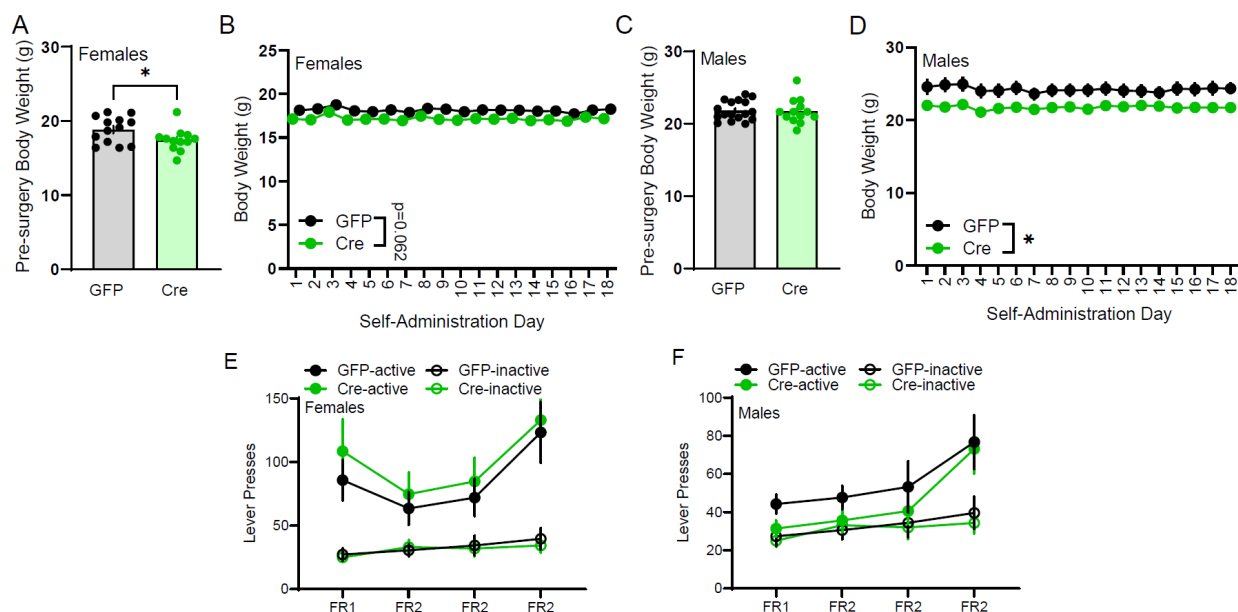 A
Pre-surgery Body Weight (g)
30
20
10
0
Females
*
GFP
Cre
B
Body Weight (g)
25
20
15
10
5
0
Females
GFP
Cre
p=0.062
1 2 3 4 5 6 7 8 9 10 11 12 13 14 15 16 17 18
Self-Administration Day
C
Pre-surgery Body Weight (g)
30
20
10
0
Males
GFP
Cre
D
Body Weight (g)
30
20
10
0
Males
GFP
Cre
*
1 2 3 4 5 6 7 8 9 10 11 12 13 14 15 16 17 18
Self-Administration Day
E
GFP-active
GFP-inactive
Cre-active
Cre-inactive
Females
Lever Presses
150
100
50
0
FR1 FR2 FR2 FR2
F
GFP-active
GFP-inactive
Cre-active
Cre-inactive
Males
Lever Presses
100
80
60
40
20
0
FR1 FR2 FR2 FR2